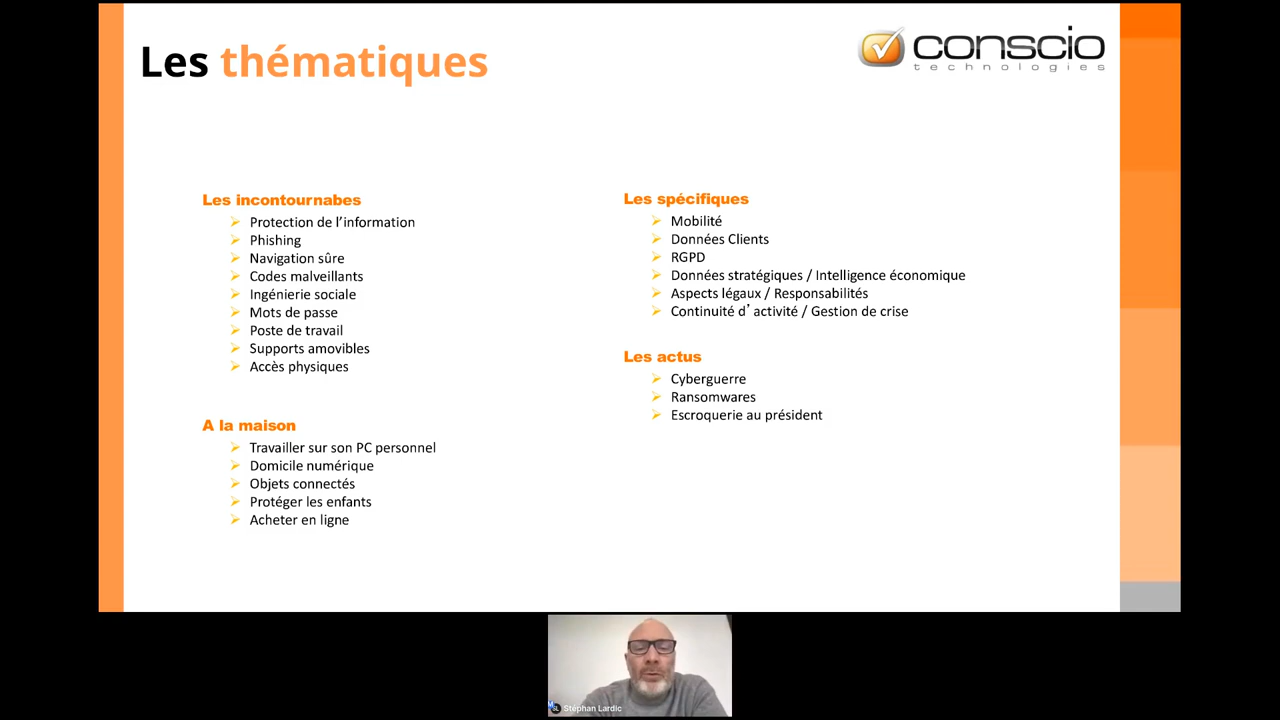 Les thématiques
conscio
technologies
Les incontournabes
Protection de l'information
Phishing
Navigation sûre
Codes malveillants
Ingénierie sociale
Mots de passe
Poste de travail
Supports amovibles
Accès physiques
A la maison
Travailler sur son PC personnel
Domicile numérique
Objets connectés
Protéger les enfants
Acheter en ligne
Les spécifiques
Mobilité
Données Clients
RGPD
Données stratégiques / Intelligence économique
Aspects légaux / Responsabilités
Continuité d’activité / Gestion de crise
Les actus
Cyberguerre
Ransomwares
Escroquerie au président
SL Stéphan Lardic